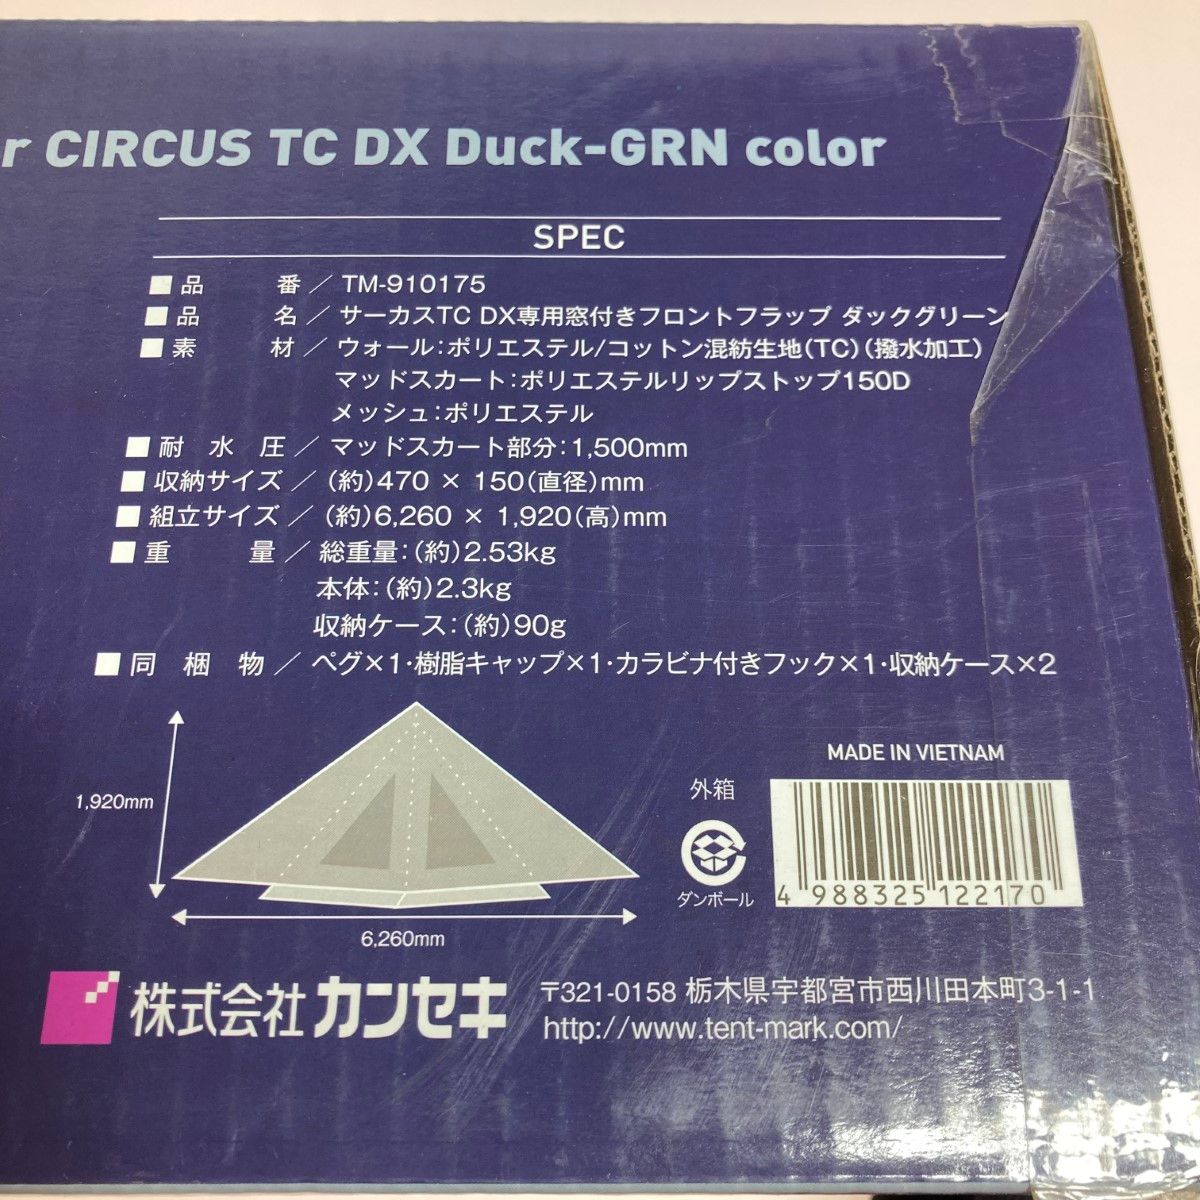 r CIRCUS TC DX Duck-GRN color
SPEC
■品番／TM-910175
■品名／サーカスTC DX専用窓付きフロントフラップ ダックグリーン
■素材／ウォール:ポリエステル/コットン混紡生地(TC)(撥水加工)
マッドスカート:ポリエステルリップストップ150D
メッシュ:ポリエステル
■耐水圧／マッドスカート部分:1,500mm
■収納サイズ／(約)470 × 150(直径)mm
■組立サイズ／(約)6,260 × 1,920(高)mm
■重量／総重量:(約)2.53kg
本体:(約)2.3kg
収納ケース:(約)90g
■同梱物／ペグ×1・樹脂キャップ×1・カラビナ付きフック×1・収納ケース×2
1,920mm
6,260mm
MADE IN VIETNAM
外箱
ダンボール
4 988325 122170
株式会社カンセキ
〒321-0158 栃木県宇都宮市西川田本町3-1-1
http://www.tent-mark.com/